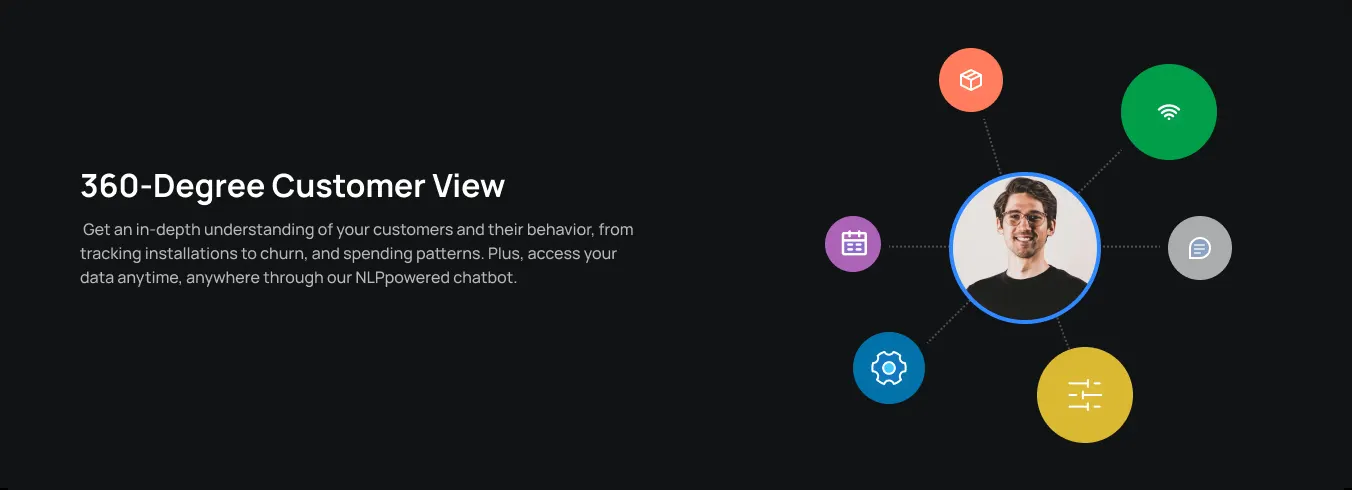 360-Degree Customer View
Get an in-depth understanding of your customers and their behavior, from
tracking installations to churn, and spending patterns. Plus, access your
data anytime, anywhere through our NLPpowered chatbot.